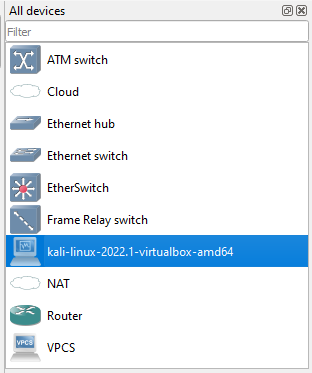 All devices
Filter
ATM switch
Cloud
Ethernet hub
Ethernet switch
EtherSwitch
Frame Relay switch
kali-linux-2022.1-virtualbox-amd64
NAT
Router
VPCS
VPCS